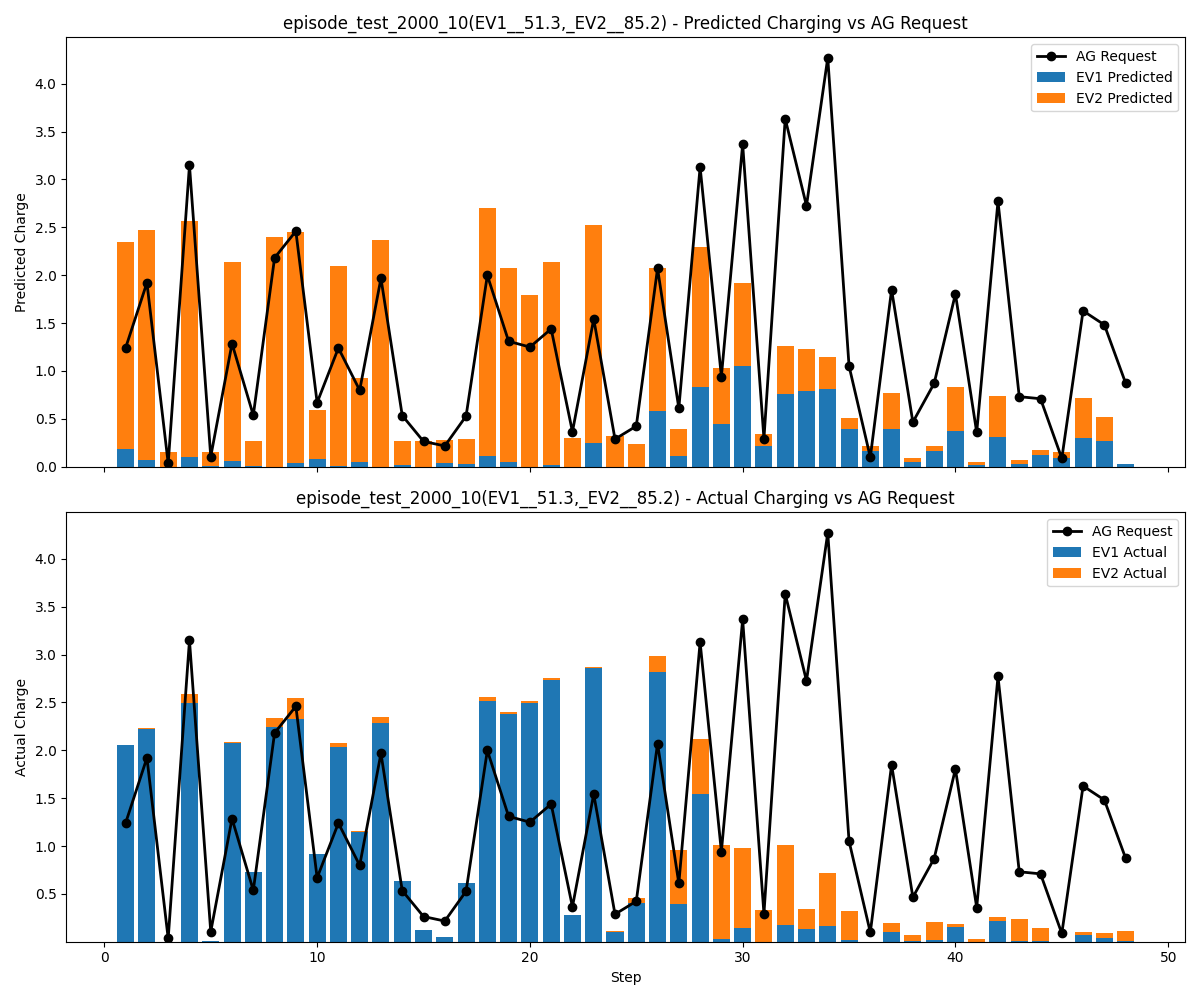 episode_test_2000_10(EV1__51.3,_EV2__85.2) - Predicted Charging vs AG Request
AG Request
EV1 Predicted
EV2 Predicted
Predicted Charge
4.0
3.5
3.0
2.5
2.0
1.5
1.0
0.5
0.0
episode_test_2000_10(EV1__51.3,_EV2__85.2) - Actual Charging vs AG Request
AG Request
EV1 Actual
EV2 Actual
Actual Charge
4.0
3.5
3.0
2.5
2.0
1.5
1.0
0.5
0 10 20 30 40 50
Step